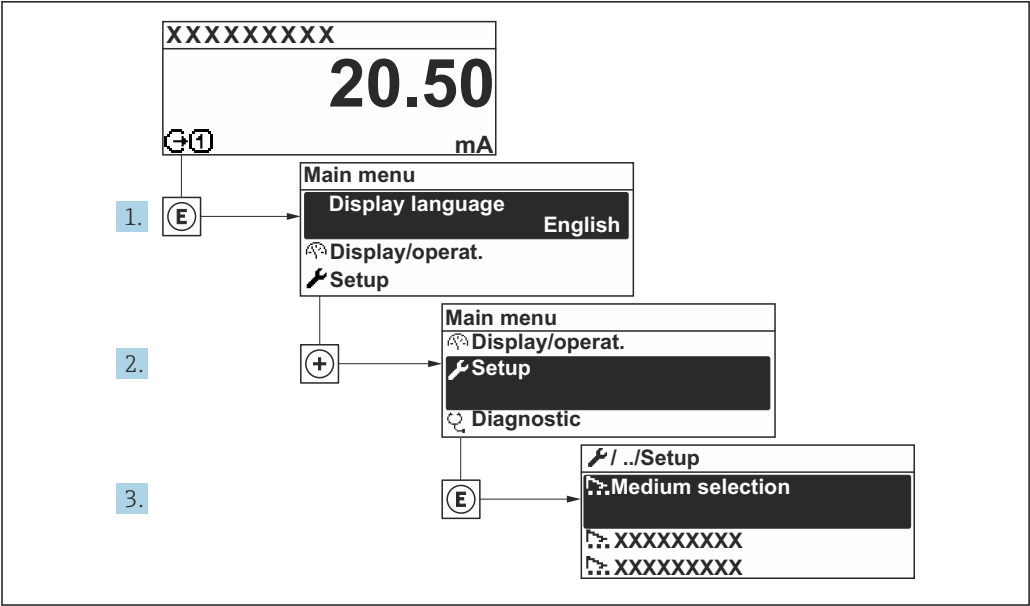 XXXXXXXXX
20.50
1
mA
Main menu
Display language
English
Display/operat.
Setup
1.
E
Main menu
Display/operat.
Setup
Diagnostic
2.
+
/ ../Setup
Medium selection
XXXXXXXXX
XXXXXXXXX
3.
E